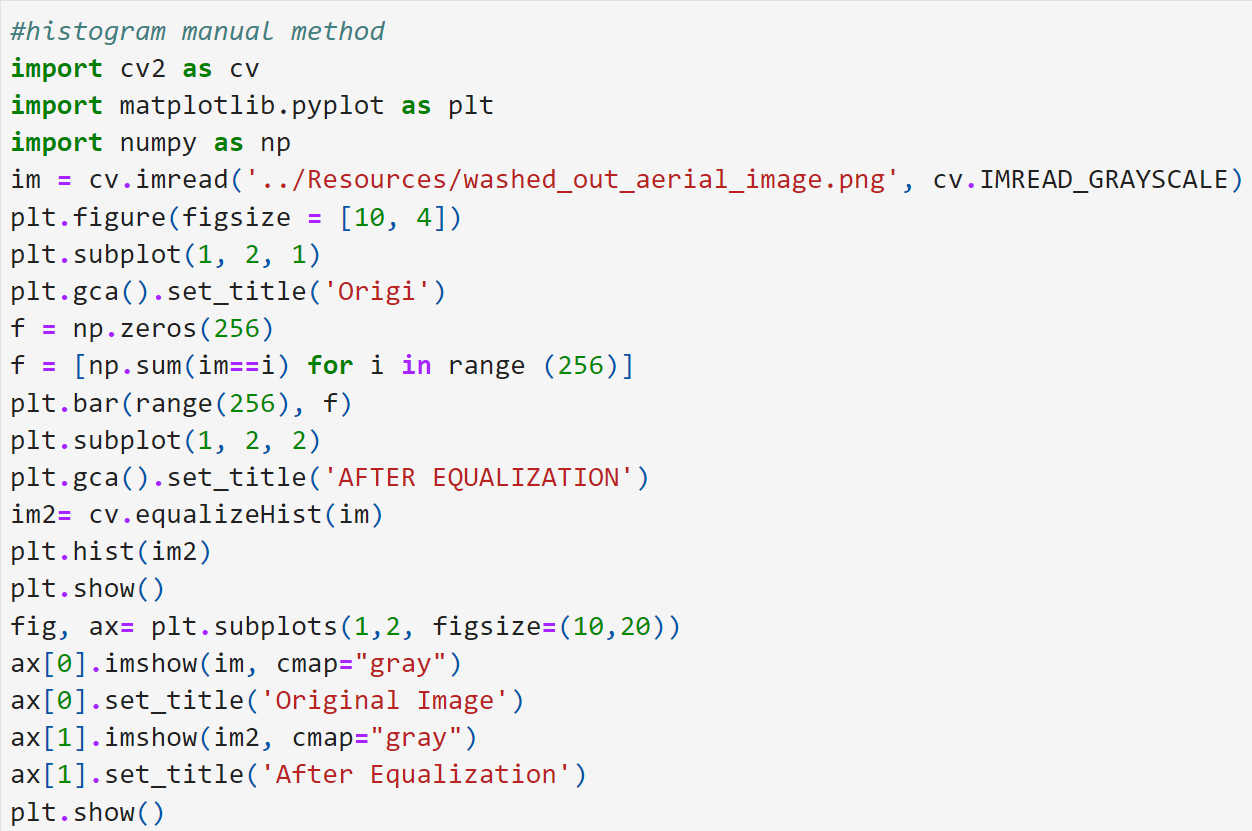 #histogram manual method
import cv2 as cv
import matplotlib.pyplot as plt
import numpy as np
im = cv.imread('../Resources/washed_out_aerial_image.png', cv.IMREAD_GRAYSCALE)
plt.figure(figsize = [10, 4])
plt.subplot(1, 2, 1)
plt.gca().set_title('Origi')
f = np.zeros(256)
f = [np.sum(im==i) for i in range (256)]
plt.bar(range(256), f)
plt.subplot(1, 2, 2)
plt.gca().set_title('AFTER EQUALIZATION')
im2= cv.equalizeHist(im)
plt.hist(im2)
plt.show()
fig, ax= plt.subplots(1,2, figsize=(10,20))
ax[0].imshow(im, cmap="gray")
ax[0].set_title('Original Image')
ax[1].imshow(im2, cmap="gray")
ax[1].set_title('After Equalization')
plt.show()